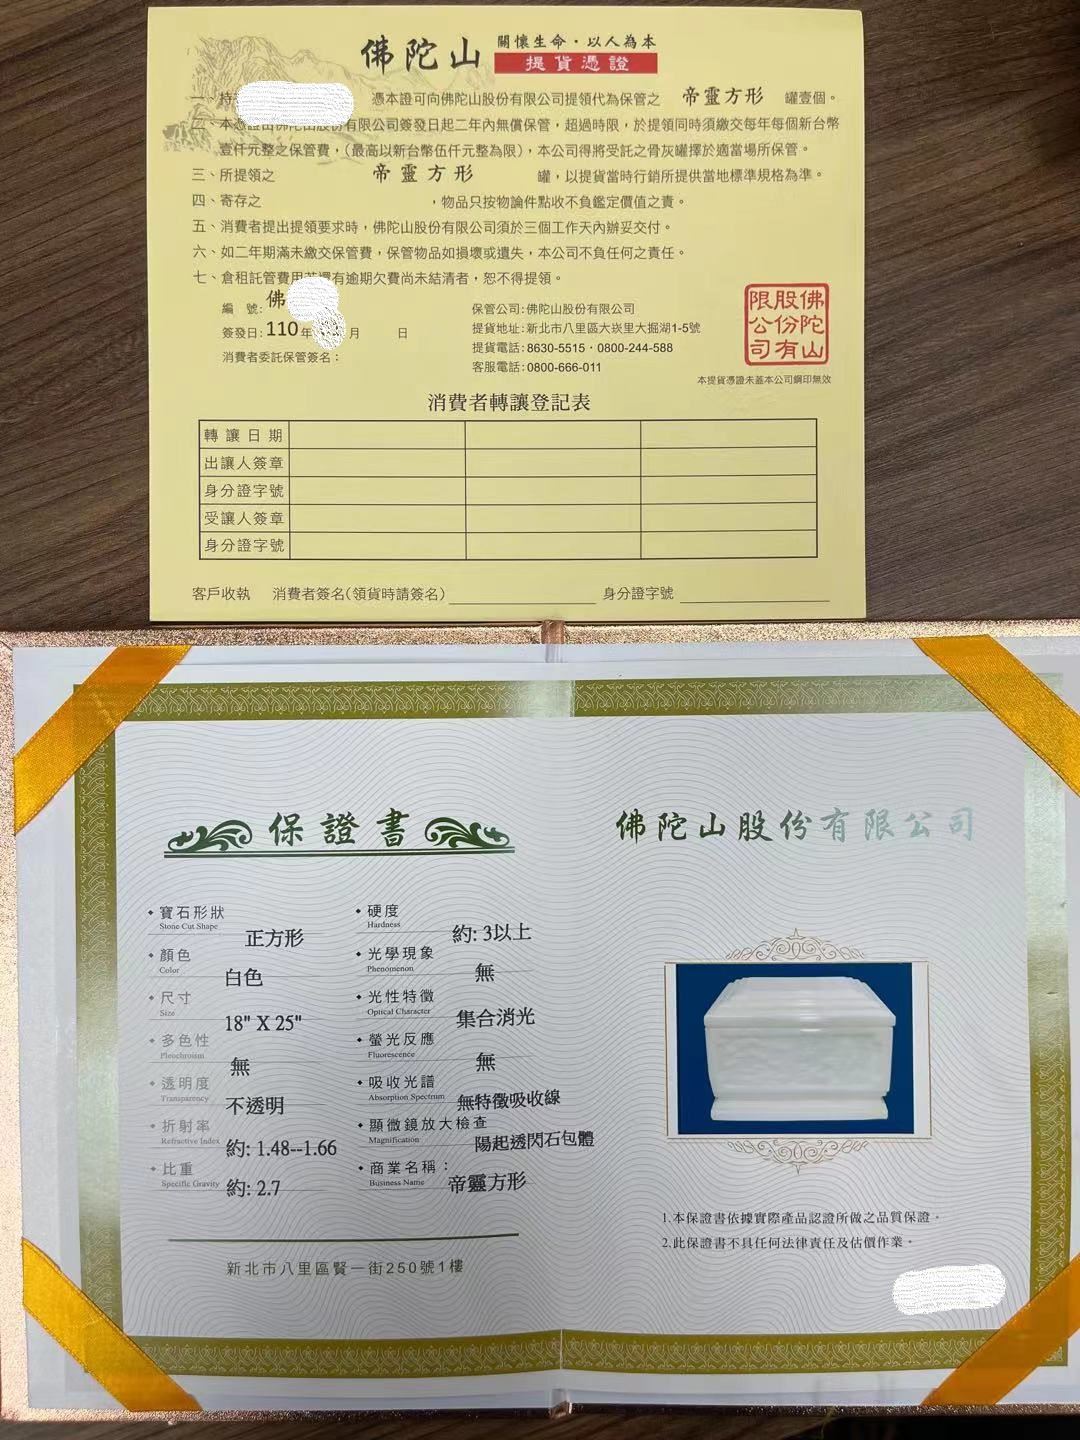 佛陀山 關懷生命·以人為本
提貨憑證
一、持 憑本證可向佛陀山股份有限公司提領代為保管之 帝靈方形 罐壹個。
二、本憑證由佛陀山股份有限公司簽發日起二年內無償保管，超過時限，於提領同時須繳交每年每個新台幣
壹仟元整之保管費，(最高以新台幣伍仟元整為限)，本公司得將受託之骨灰罐擇於適當場所保管。
三、所提領之 帝靈方形 罐，以提貨當時行銷所提供當地標準規格為準。
四、寄存之 ，物品只按物論件點收不負鑑定價值之責。
五、消費者提出提領要求時，佛陀山股份有限公司須於三個工作天內辦妥交付。
六、如二年期滿未繳交保管費，保管物品如損壞或遺失，本公司不負任何之責任。
七、倉租託管費用若還有逾期欠費尚未結清者，恕不得提領。
編 號: 佛
簽發日: 110年 月 日
消費者委託保管簽名：
保管公司: 佛陀山股份有限公司
提貨地址: 新北市八里區大崁里大掘湖1-5號
提貨電話: 8630-5515 · 0800-244-588
客服電話: 0800-666-011
佛陀山股份有限公司
本提貨憑證未蓋本公司鋼印無效
消費者轉讓登記表
轉讓日期
出讓人簽章
身分證字號
受讓人簽章
身分證字號
客戶收執 消費者簽名(領貨時請簽名) 身分證字號
保證書
寶石形狀
Stone Cut Shape
正方形
顏色
Color
白色
尺寸
Size
18" X 25"
多色性
Pleochroism
無
透明度
Transparency
不透明
折射率
Refractive Index
約: 1.48--1.66
比重
Specific Gravity
約: 2.7
硬度
Hardness
約: 3以上
光學現象
Phenomenon
無
光性特徵
Optical Character
集合消光
螢光反應
Fluorescence
無
吸收光譜
Absorption Spectrum
無特徵吸收線
顯微鏡放大檢查
Magnification
陽起透閃石包體
商業名稱：
Business Name
帝靈方形
新北市八里區賢一街250號1樓
佛陀山股份有限公司
1.本保證書依據實際產品認證所做之品質保證。
2.此保證書不具任何法律責任及估價作業。